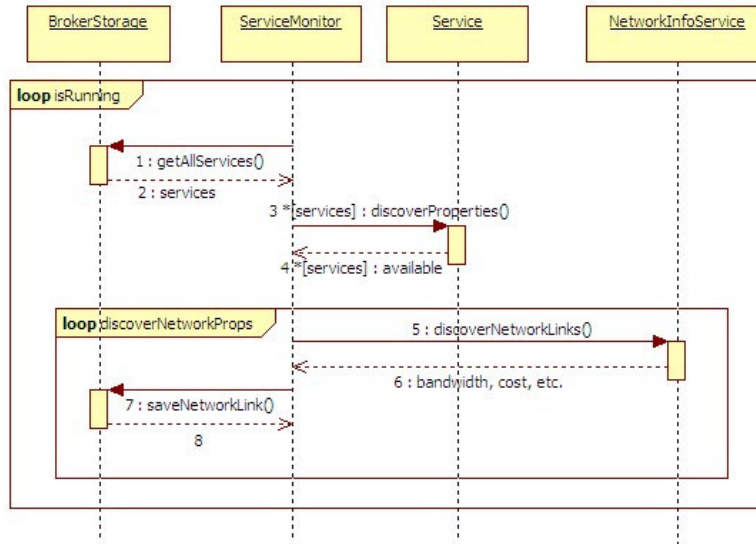 BrokerStorage
ServiceMonitor
Service
NetworkInfoService
loop isRunning
1 : getAllServices()
2 : services
3 *[services] : discoverProperties()
4 *[services] : available
loop discoverNetworkProps
5 : discoverNetworkLinks()
6 : bandwidth, cost, etc.
7 : saveNetworkLink()
8